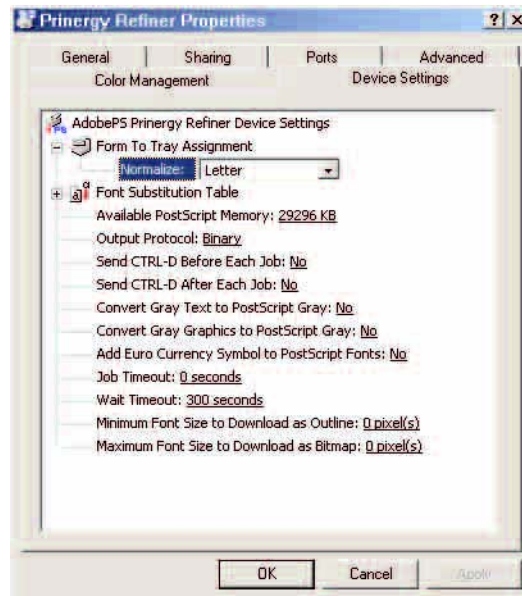 Prinergy Refiner Properties
General Sharing Ports Advanced
Color Management Device Settings
AdobePS Prinergy Refiner Device Settings
Form To Tray Assignment
Normalize: Letter
Font Substitution Table
Available PostScript Memory: 29296 KB
Output Protocol: Binary
Send CTRL-D Before Each Job: No
Send CTRL-D After Each Job: No
Convert Gray Text to PostScript Gray: No
Convert Gray Graphics to PostScript Gray: No
Add Euro Currency Symbol to PostScript Fonts: No
Job Timeout: 0 seconds
Wait Timeout: 300 seconds
Minimum Font Size to Download as Outline: 0 pixel(s)
Maximum Font Size to Download as Bitmap: 0 pixel(s)
OK Cancel Apply